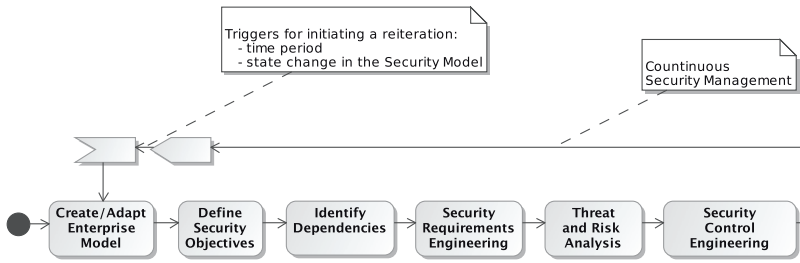 Triggers for initiating a reiteration:
- time period
- state change in the Security Model
Countinuous
Security Management
Create/Adapt
Enterprise
Model
Define
Security
Objectives
Identify
Dependencies
Security
Requirements
Engineering
Threat
and Risk
Analysis
Security
Control
Engineering